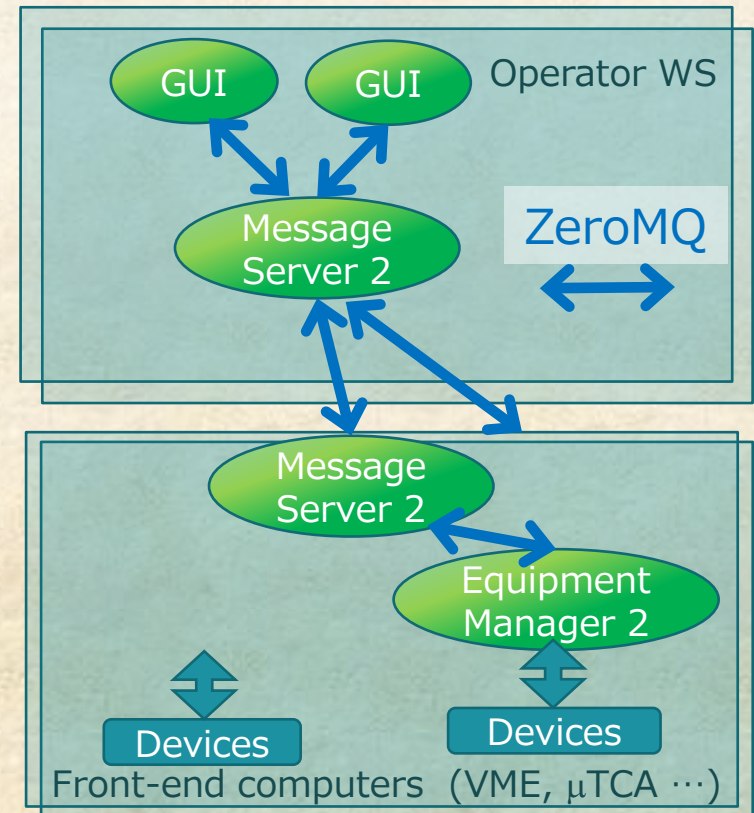 GUI
GUI
Operator WS
Message
Server 2
ZeroMQ
Message
Server 2
Equipment
Manager 2
Devices
Devices
Front-end computers (VME, μTCA ⋯)